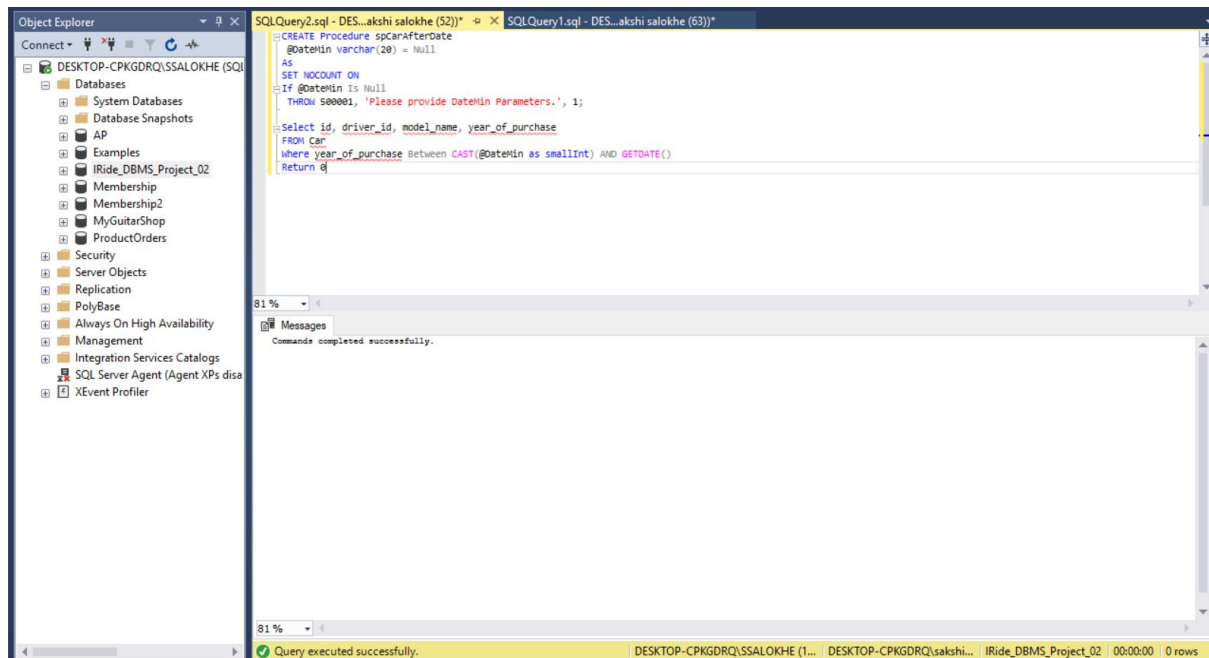 Object Explorer
Connect
DESKTOP-CPKGDRQ\SSALOKHE (SQL
Databases
System Databases
Database Snapshots
AP
Examples
IRide_DBMS_Project_02
Membership
Membership2
MyGuitarShop
ProductOrders
Security
Server Objects
Replication
PolyBase
Always On High Availability
Management
Integration Services Catalogs
SQL Server Agent (Agent XPs disa
XEvent Profiler
SQLQuery2.sql - DES...akshi salokhe (52))*
SQLQuery1.sql - DES...akshi salokhe (63))*
CREATE Procedure spCarAfterDate
@DateMin varchar(20) = Null
As
SET NOCOUNT ON
If @DateMin Is Null
THROW 500001, 'Please provide DateMin Parameters.', 1;
Select id, driver_id, model_name, year_of_purchase
FROM Car
Where year_of_purchase Between CAST(@DateMin as smallInt) AND GETDATE()
Return 0
81 %
Messages
Commands completed successfully.
81 %
Query executed successfully.
DESKTOP-CPKGDRQ\SSALOKHE (1... DESKTOP-CPKGDRQ\sakshi... IRide_DBMS_Project_02 00:00:00 0 rows